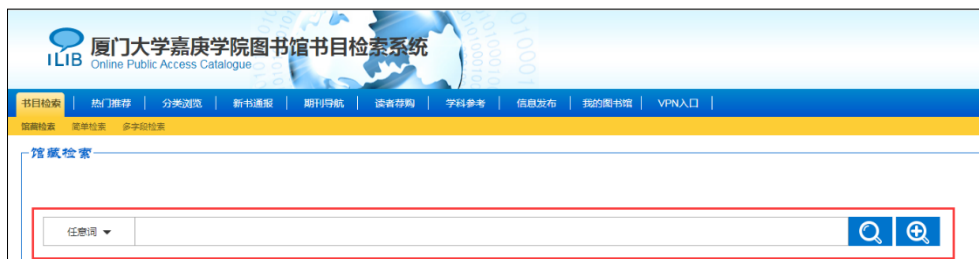 ILIB
厦门大学嘉庚学院图书馆书目检索系统
Online Public Access Catalogue
书目检索 | 热门推荐 | 分类浏览 | 新书通报 | 期刊导航 | 读者荐购 | 学科参考 | 信息发布 | 我的图书馆 | VPN入口 |
馆藏检索 简单检索 多字段检索
馆藏检索
任意词